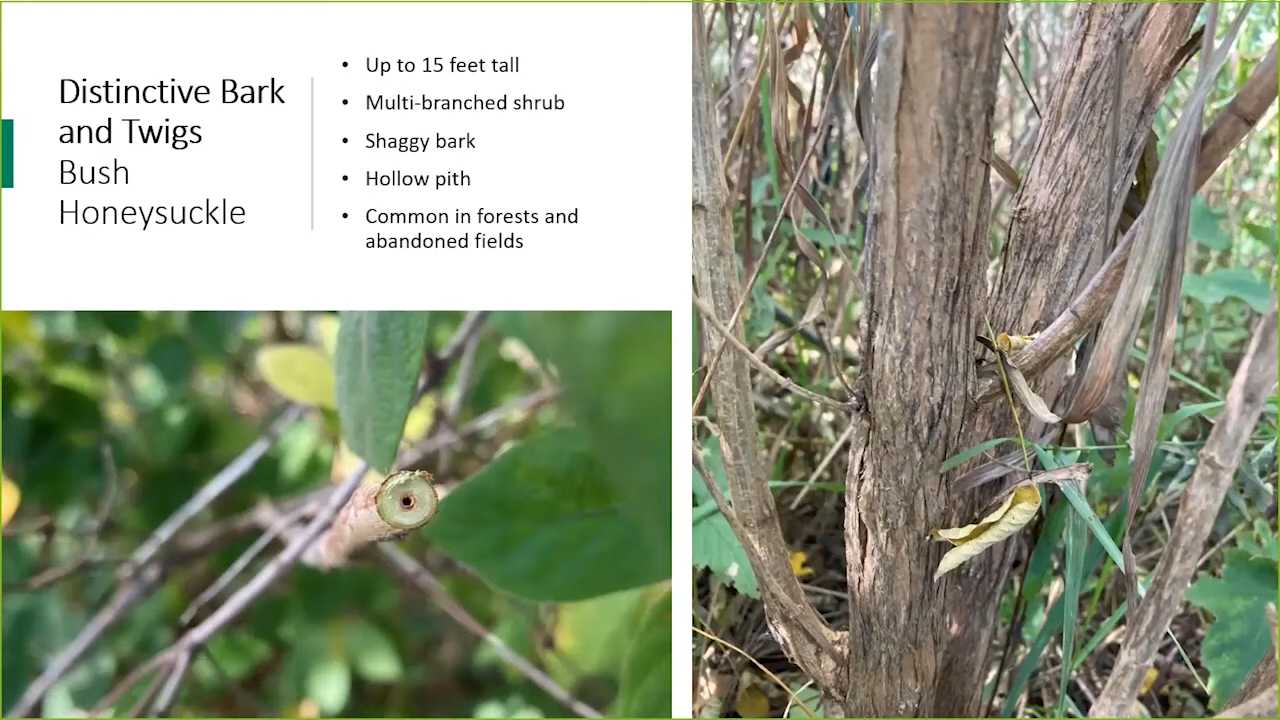 Distinctive Bark
and Twigs
Bush
Honeysuckle
• Up to 15 feet tall
• Multi-branched shrub
• Shaggy bark
• Hollow pith
• Common in forests and
abandoned fields